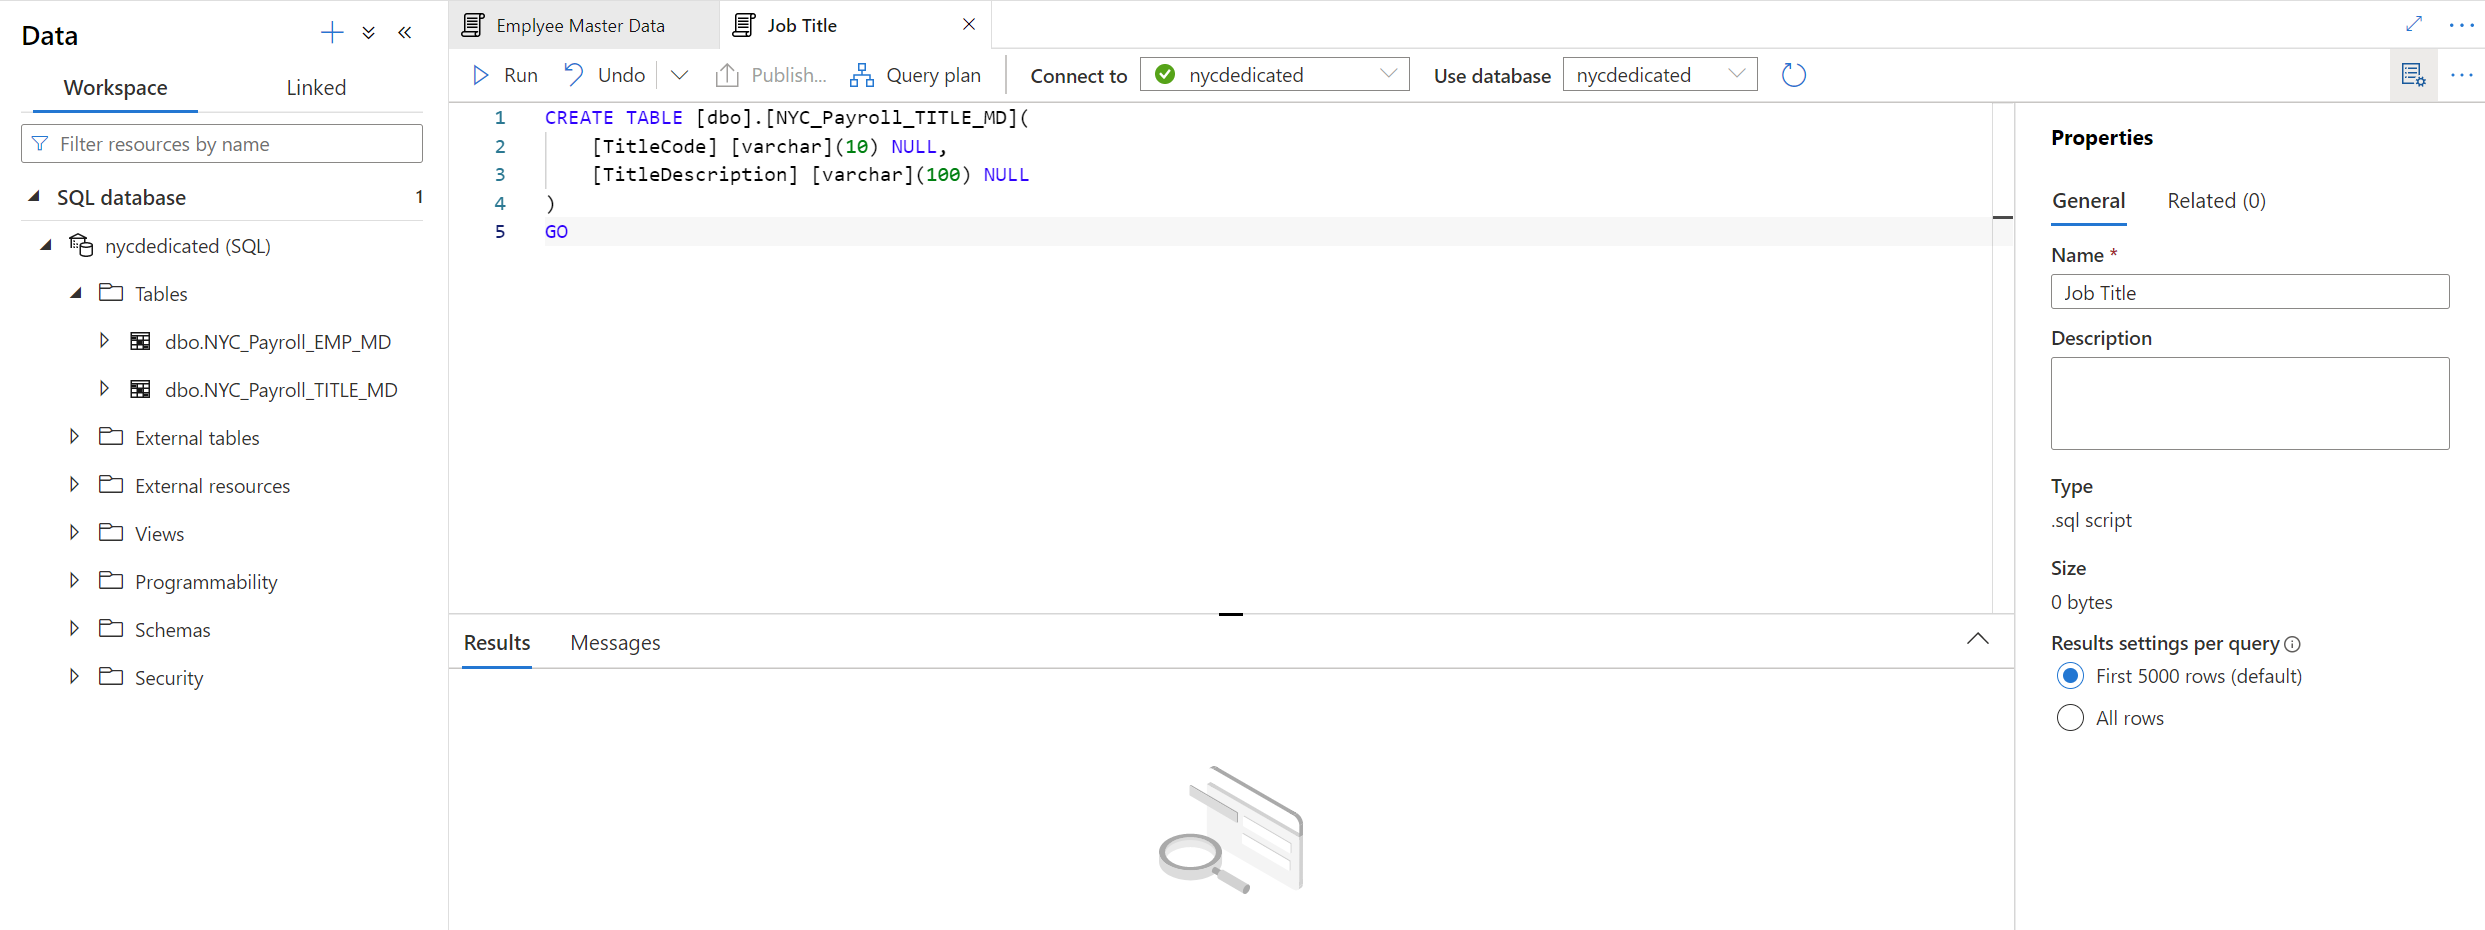 Data
Workspace
Linked
Filter resources by name
SQL database
1
nycdedicated (SQL)
Tables
dbo.NYC_Payroll_EMP_MD
dbo.NYC_Payroll_TITLE_MD
External tables
External resources
Views
Programmability
Schemas
Security
Emplyee Master Data
Job Title
Run
Undo
Publish...
Query plan
Connect to
nycdedicated
Use database
nycdedicated
1 CREATE TABLE [dbo].[NYC_Payroll_TITLE_MD](
2 [TitleCode] [varchar](10) NULL,
3 [TitleDescription] [varchar](100) NULL
4 )
5 GO
Results
Messages
Properties
General
Related (0)
Name *
Job Title
Description
Type
.sql script
Size
0 bytes
Results settings per query
First 5000 rows (default)
All rows